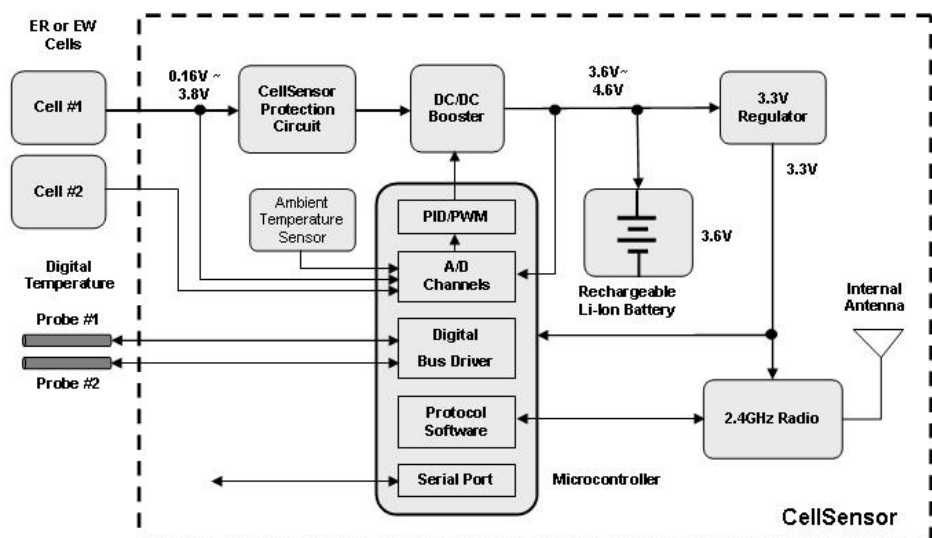 ER or EW
Cells
Cell #1
Cell #2
0.16V ~
3.8V
CellSensor
Protection
Circuit
DC/DC
Booster
3.6V~
4.6V
3.3V
Regulator
3.3V
Ambient
Temperature
Sensor
PID/PWM
A/D
Channels
3.6V
Rechargeable
Li-Ion Battery
Digital
Temperature
Probe #1
Probe #2
Digital
Bus Driver
Internal
Antenna
Protocol
Software
2.4GHz Radio
Serial Port
Microcontroller
CellSensor